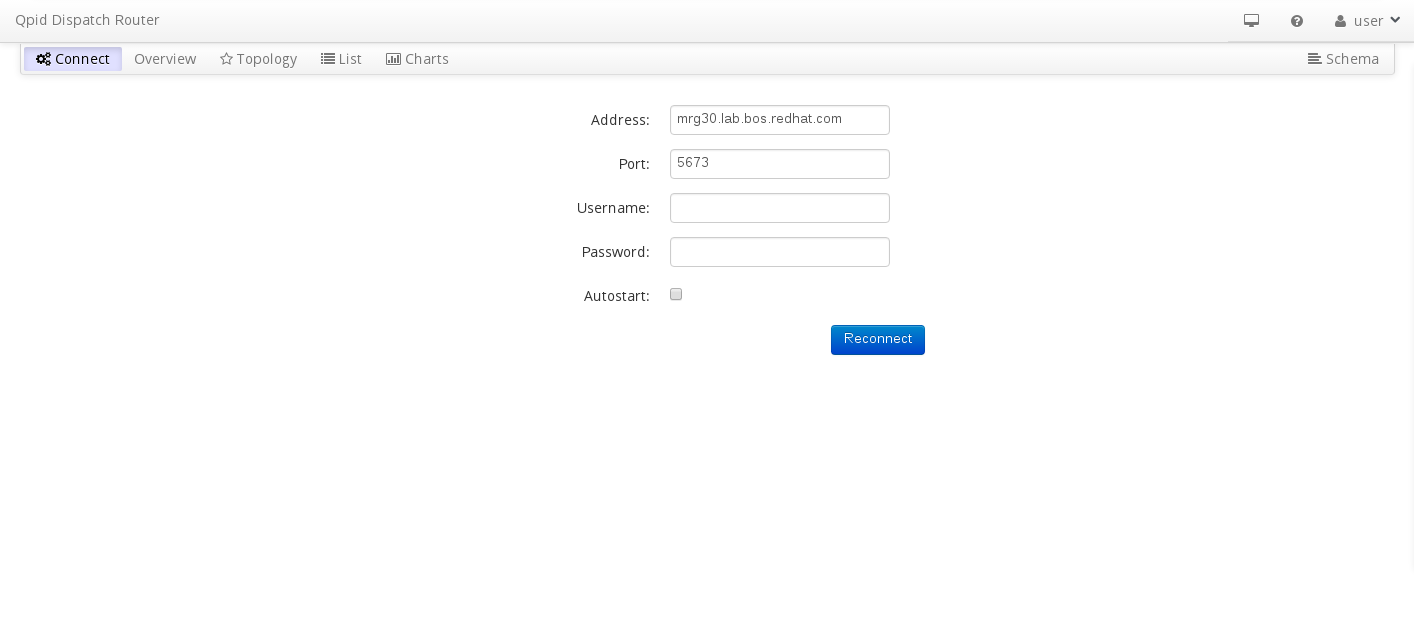 Qpid Dispatch Router
user
Connect Overview Topology List Charts Schema
Address: mrg30.lab.bos.redhat.com
Port: 5673
Username:
Password:
Autostart:
Reconnect